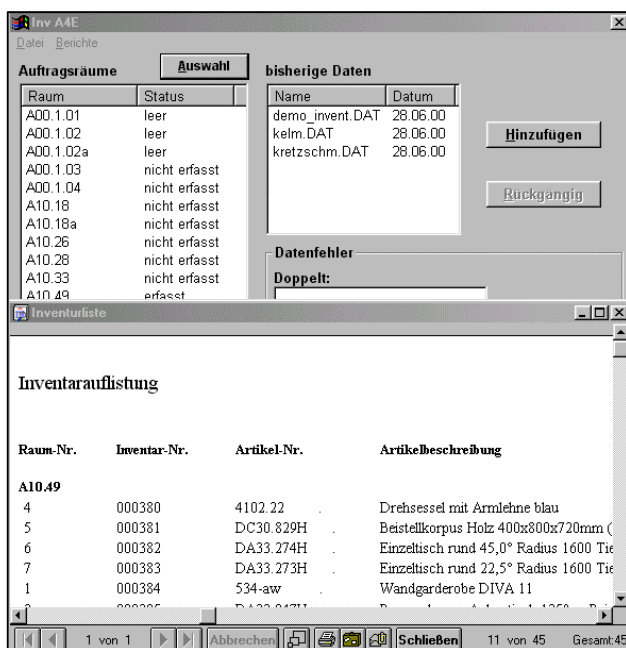 Inv A4E
Datei Berichte
Auftragsräume Auswahl bisherige Daten
Raum Status Name Datum
A00.1.01 leer demo_invent.DAT 28.06.00
A00.1.02 leer kelm.DAT 28.06.00 Hinzufügen
A00.1.02a leer kretzschm.DAT 28.06.00
A00.1.03 nicht erfasst
A00.1.04 nicht erfasst
A10.18 nicht erfasst Rückgängig
A10.18a nicht erfasst
A10.26 nicht erfasst Datenfehler
A10.28 nicht erfasst
A10.33 nicht erfasst Doppelt:
A10.49 erfasst
Inventurliste
Inventarauflistung
Raum-Nr. Inventar-Nr. Artikel-Nr. Artikelbeschreibung
A10.49
4 000380 4102.22 . Drehsessel mit Armlehne blau
5 000381 DC30.829H . Beistellkorpus Holz 400x800x720mm (
6 000382 DA33.274H . Einzeltisch rund 45,0° Radius 1600 Tie
7 000383 DA33.273H . Einzeltisch rund 22,5° Radius 1600 Tie
1 000384 534-aw . Wandgarderobe DIVA 11
1 von 1 Abbrechen Schließen 11 von 45 Gesamt:45